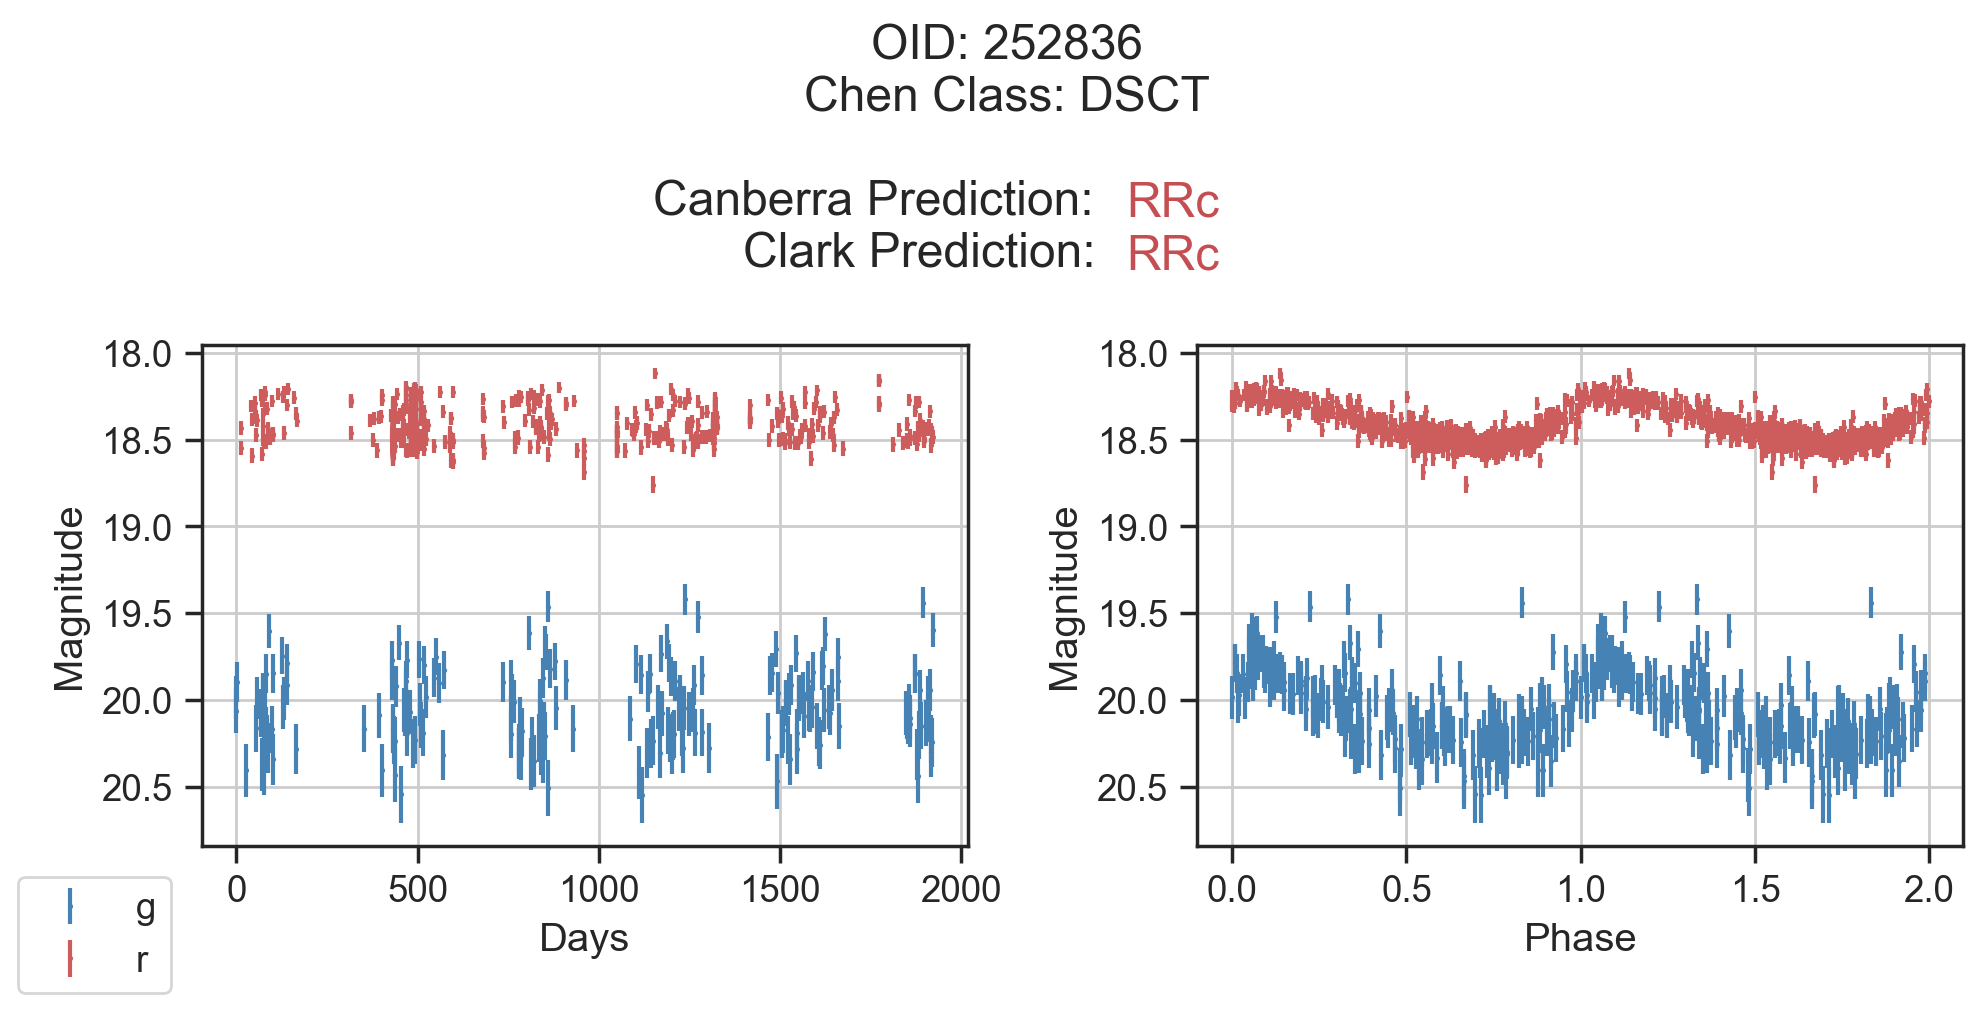 OID: 252836
Chen Class: DSCT
Canberra Prediction: RRc
Clark Prediction: RRc
Magnitude
18.0
18.5
19.0
19.5
20.0
20.5
0 500 1000 1500 2000
Days
Magnitude
18.0
18.5
19.0
19.5
20.0
20.5
0.0 0.5 1.0 1.5 2.0
Phase
g
r